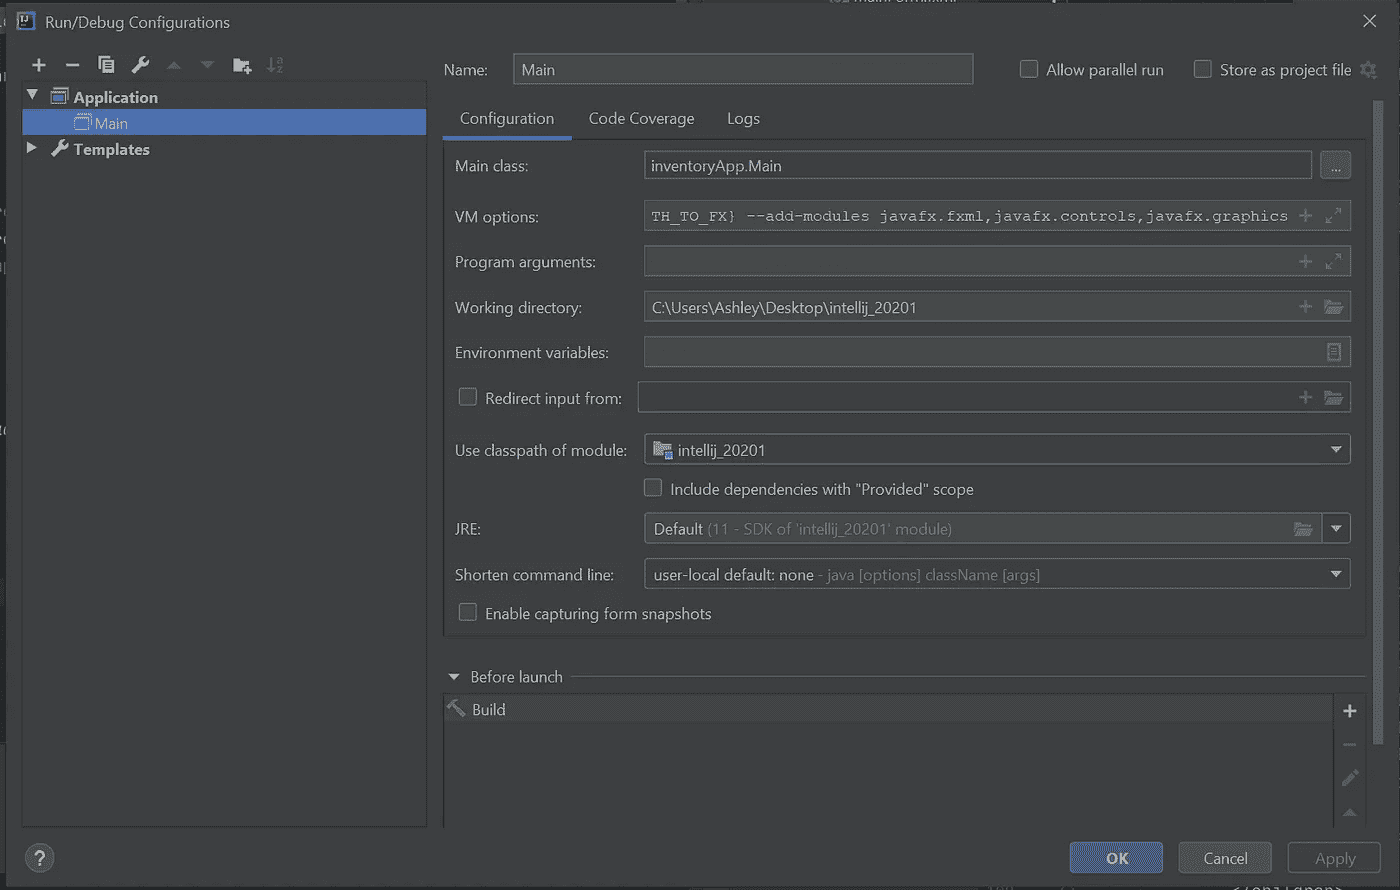 Run/Debug Configurations
Name: Main Allow parallel run Store as project file
Application
Main
Templates
Configuration Code Coverage Logs
Main class: inventoryApp.Main ...
VM options: TH_TO_FX} --add-modules javafx.fxml,javafx.controls,javafx.graphics
Program arguments:
Working directory: C:\Users\Ashley\Desktop\intellij_20201
Environment variables:
Redirect input from:
Use classpath of module: intellij_20201
Include dependencies with "Provided" scope
JRE: Default (11 - SDK of 'intellij_20201' module)
Shorten command line: user-local default: none - java [options] className [args]
Enable capturing form snapshots
Before launch
Build
? OK Cancel Apply